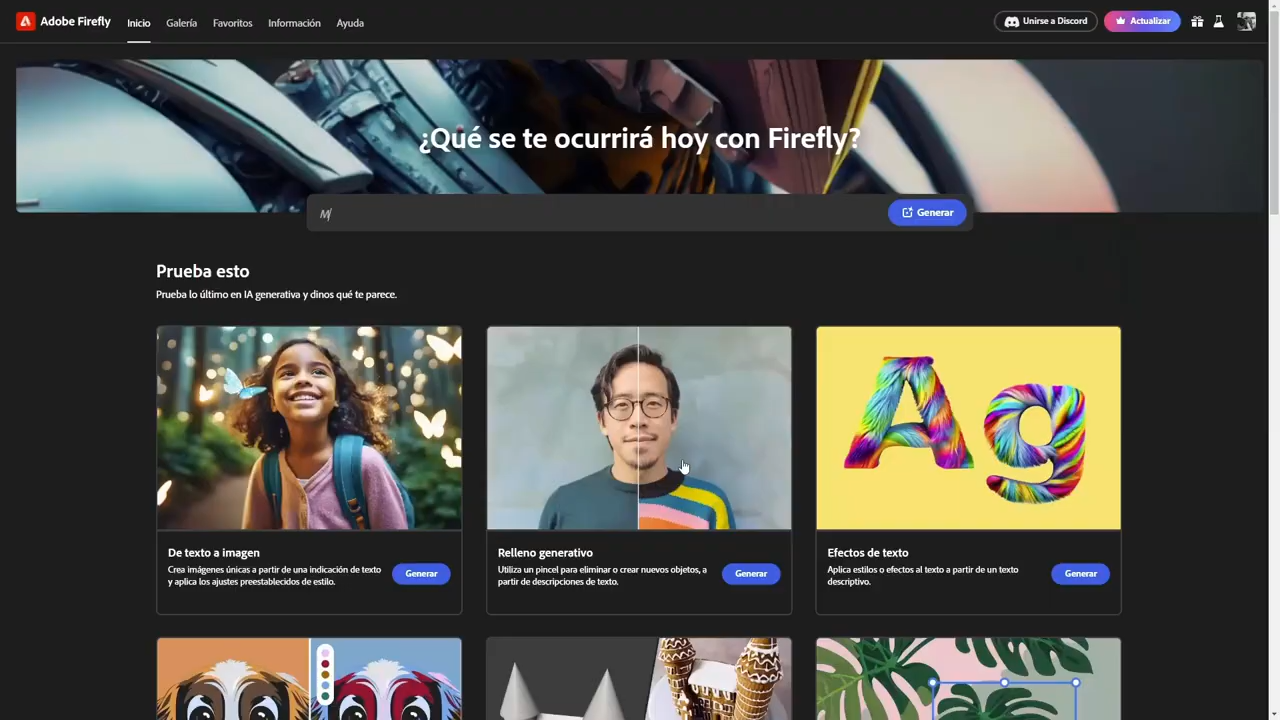 Adobe Firefly
Inicio
Galería
Favoritos
Información
Ayuda
Unirse a Discord
Actualizar
¿Qué se te ocurrirá hoy con Firefly?
M
Generar
Prueba esto
Prueba lo último en IA generativa y dinos qué te parece.
Ag
De texto a imagen
Crea imágenes únicas a partir de una indicación de texto
y aplica los ajustes preestablecidos de estilo.
Generar
Relleno generativo
Utiliza un pincel para eliminar o crear nuevos objetos, a
partir de descripciones de texto.
Generar
Efectos de texto
Aplica estilos o efectos al texto a partir de un texto
descriptivo.
Generar